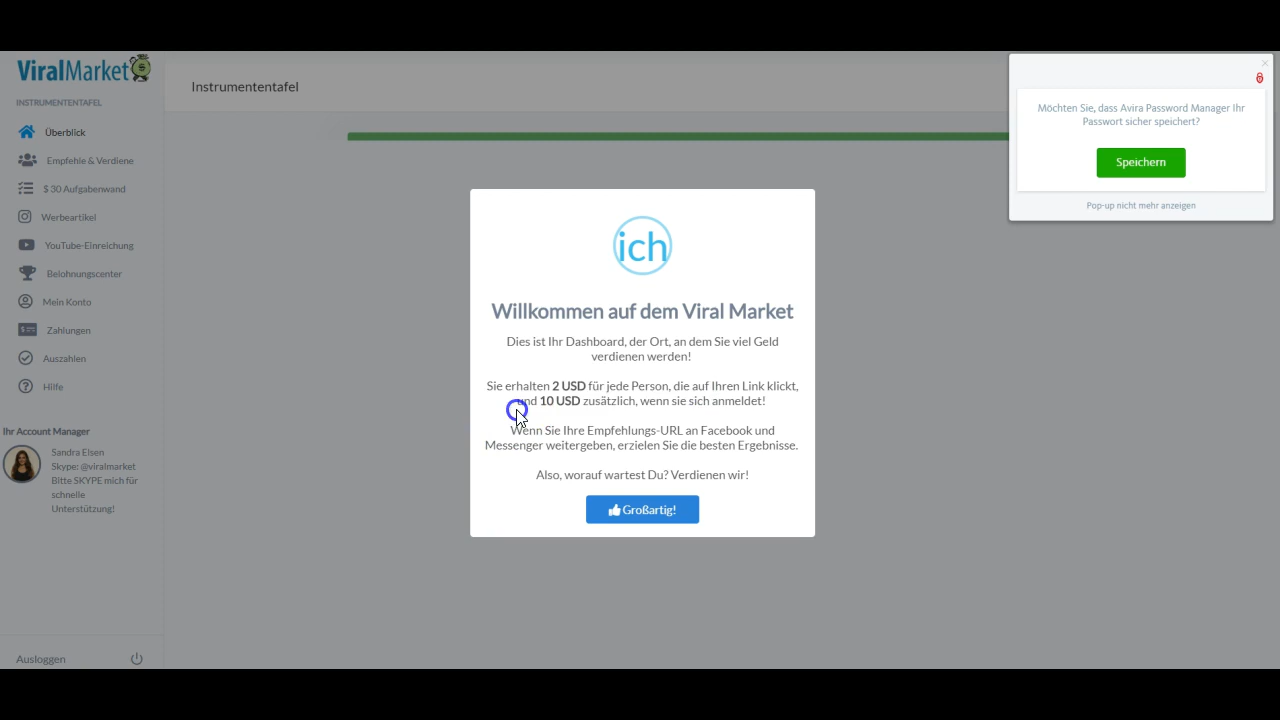 ViralMarket
INSTRUMENTENTAFEL
Überblick
Empfehle & Verdiene
$ 30 Aufgabenwand
Werbeartikel
YouTube-Einreichung
Belohnungscenter
Mein Konto
Zahlungen
Auszahlen
Hilfe
Ihr Account Manager
Sandra Elsen
Skype: @viralmarket
Bitte SKYPE mich für
schnelle
Unterstützung!
Ausloggen
Instrumententafel
ich
Willkommen auf dem Viral Market
Dies ist Ihr Dashboard, der Ort, an dem Sie viel Geld
verdienen werden!
Sie erhalten 2 USD für jede Person, die auf Ihren Link klickt,
und 10 USD zusätzlich, wenn sie sich anmeldet!
Wenn Sie Ihre Empfehlungs-URL an Facebook und
Messenger weitergeben, erzielen Sie die besten Ergebnisse.
Also, worauf wartest Du? Verdienen wir!
Großartig!
Möchten Sie, dass Avira Password Manager Ihr
Passwort sicher speichert?
Speichern
Pop-up nicht mehr anzeigen